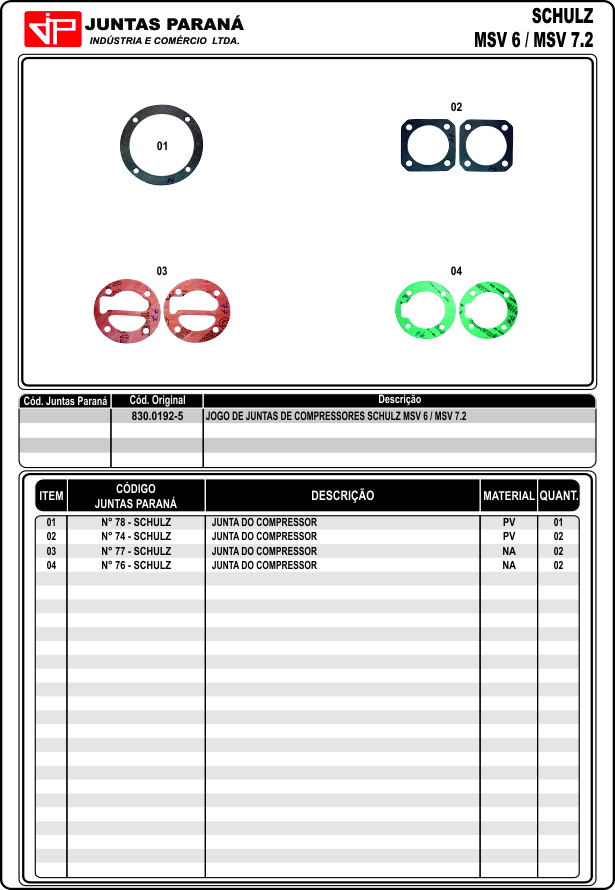 JP JUNTAS PARANÁ
INDÚSTRIA E COMÉRCIO LTDA.
SCHULZ
MSV 6 / MSV 7.2
01
02
03
04
Cód. Juntas Paraná Cód. Original Descrição
830.0192-5 JOGO DE JUNTAS DE COMPRESSORES SCHULZ MSV 6 / MSV 7.2
ITEM CÓDIGO JUNTAS PARANÁ DESCRIÇÃO MATERIAL QUANT.
01 N° 78 - SCHULZ JUNTA DO COMPRESSOR PV 01
02 N° 74 - SCHULZ JUNTA DO COMPRESSOR PV 02
03 N° 77 - SCHULZ JUNTA DO COMPRESSOR NA 02
04 N° 76 - SCHULZ JUNTA DO COMPRESSOR NA 02